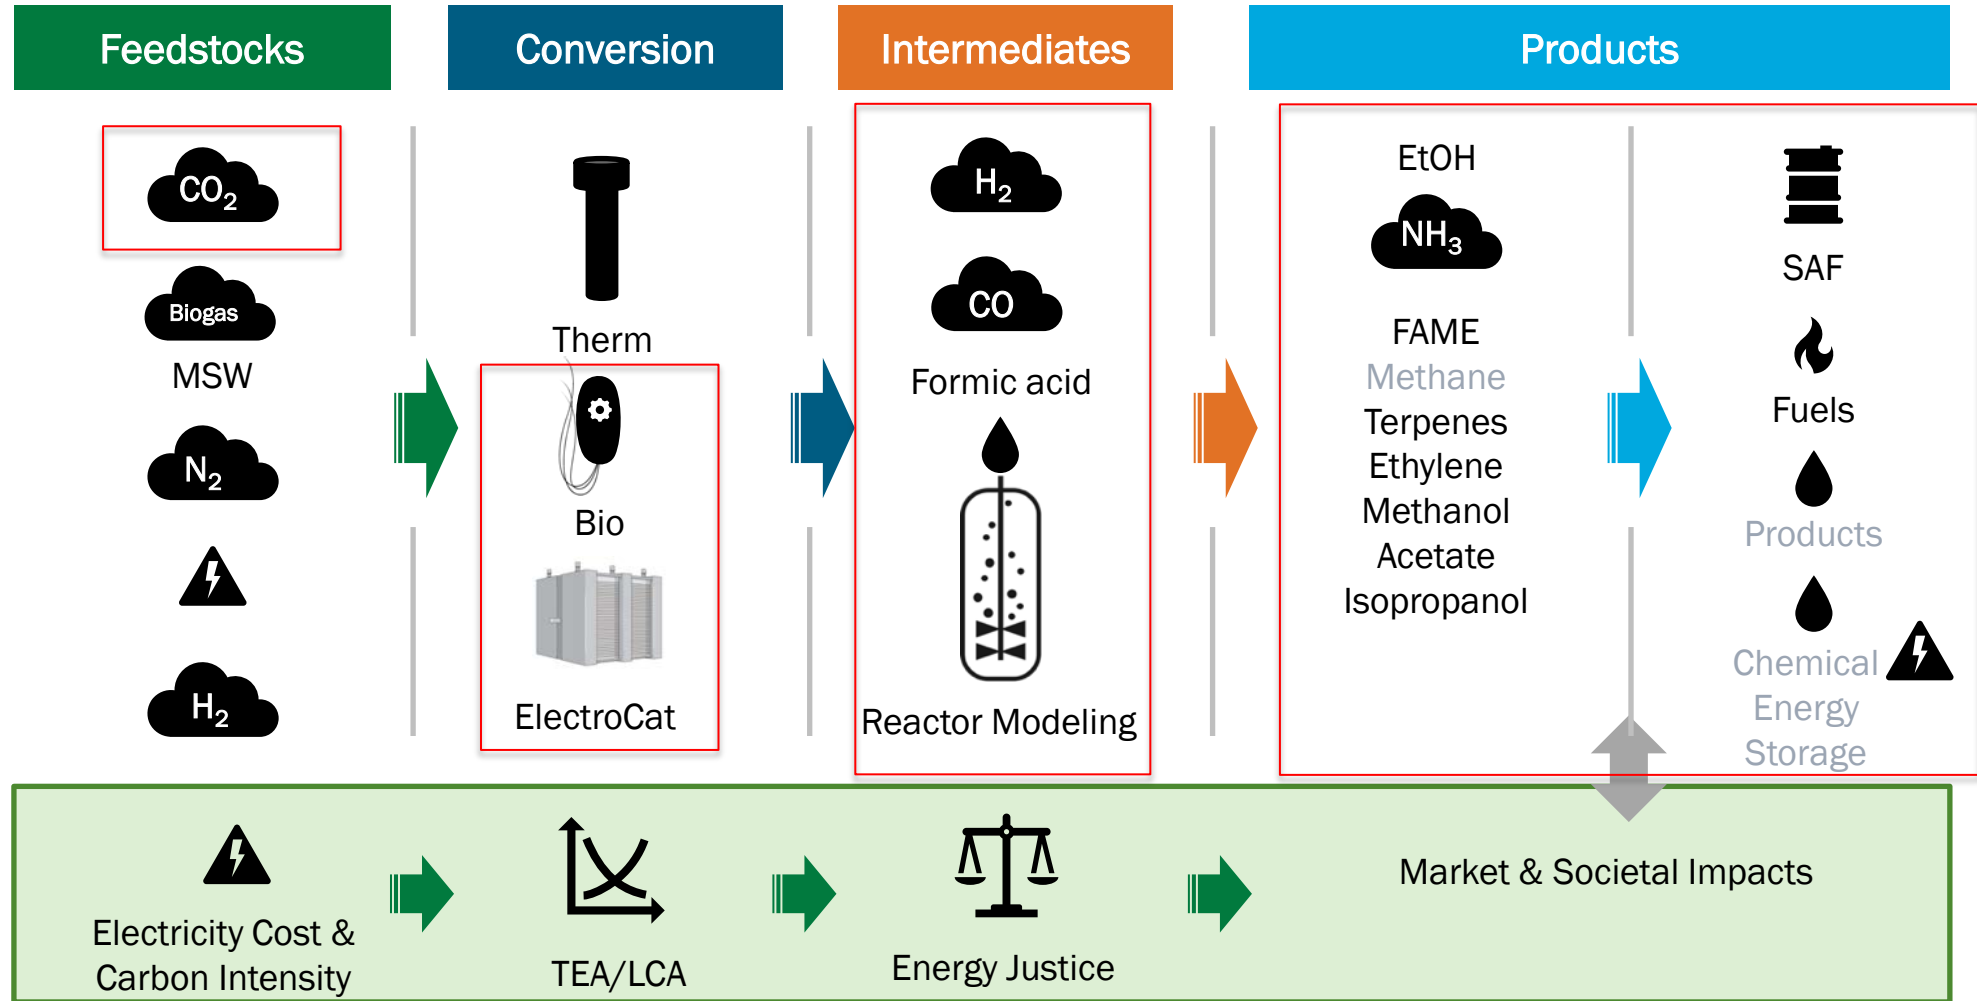 Feedstocks
Conversion
Intermediates
Products
CO₂
Biogas
MSW
N₂
H₂
Therm
Bio
ElectroCat
H₂
CO
Formic acid
Reactor Modeling
EtOH
NH₃
FAME
Methane
Terpenes
Ethylene
Methanol
Acetate
Isopropanol
SAF
Fuels
Products
Chemical
Energy
Storage
Electricity Cost &
Carbon Intensity
TEA/LCA
Energy Justice
Market & Societal Impacts